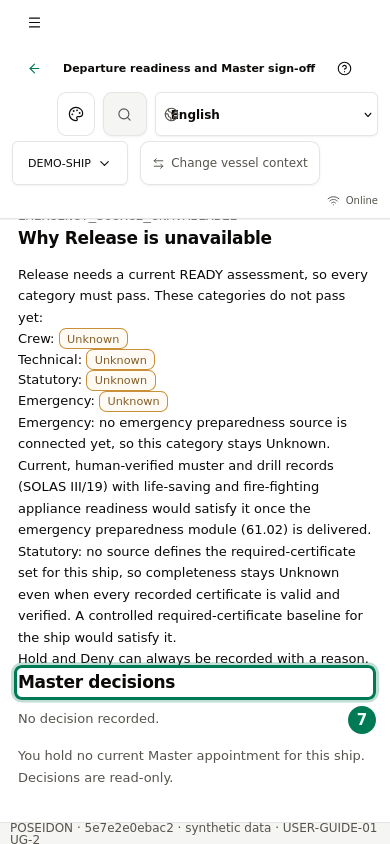 Departure readiness and Master sign-off
English
DEMO-SHIP
Change vessel context
Online
Why Release is unavailable
Release needs a current READY assessment, so every
category must pass. These categories do not pass
yet:
Crew: Unknown
Technical: Unknown
Statutory: Unknown
Emergency: Unknown
Emergency: no emergency preparedness source is
connected yet, so this category stays Unknown.
Current, human-verified muster and drill records
(SOLAS III/19) with life-saving and fire-fighting
appliance readiness would satisfy it once the
emergency preparedness module (61.02) is delivered.
Statutory: no source defines the required-certificate
set for this ship, so completeness stays Unknown
even when every recorded certificate is valid and
verified. A controlled required-certificate baseline for
the ship would satisfy it.
Hold and Deny can always be recorded with a reason.
Master decisions
No decision recorded.
7
You hold no current Master appointment for this ship.
Decisions are read-only.
POSEIDON · 5e7e2e0ebac2 · synthetic data · USER-GUIDE-01
UG-2